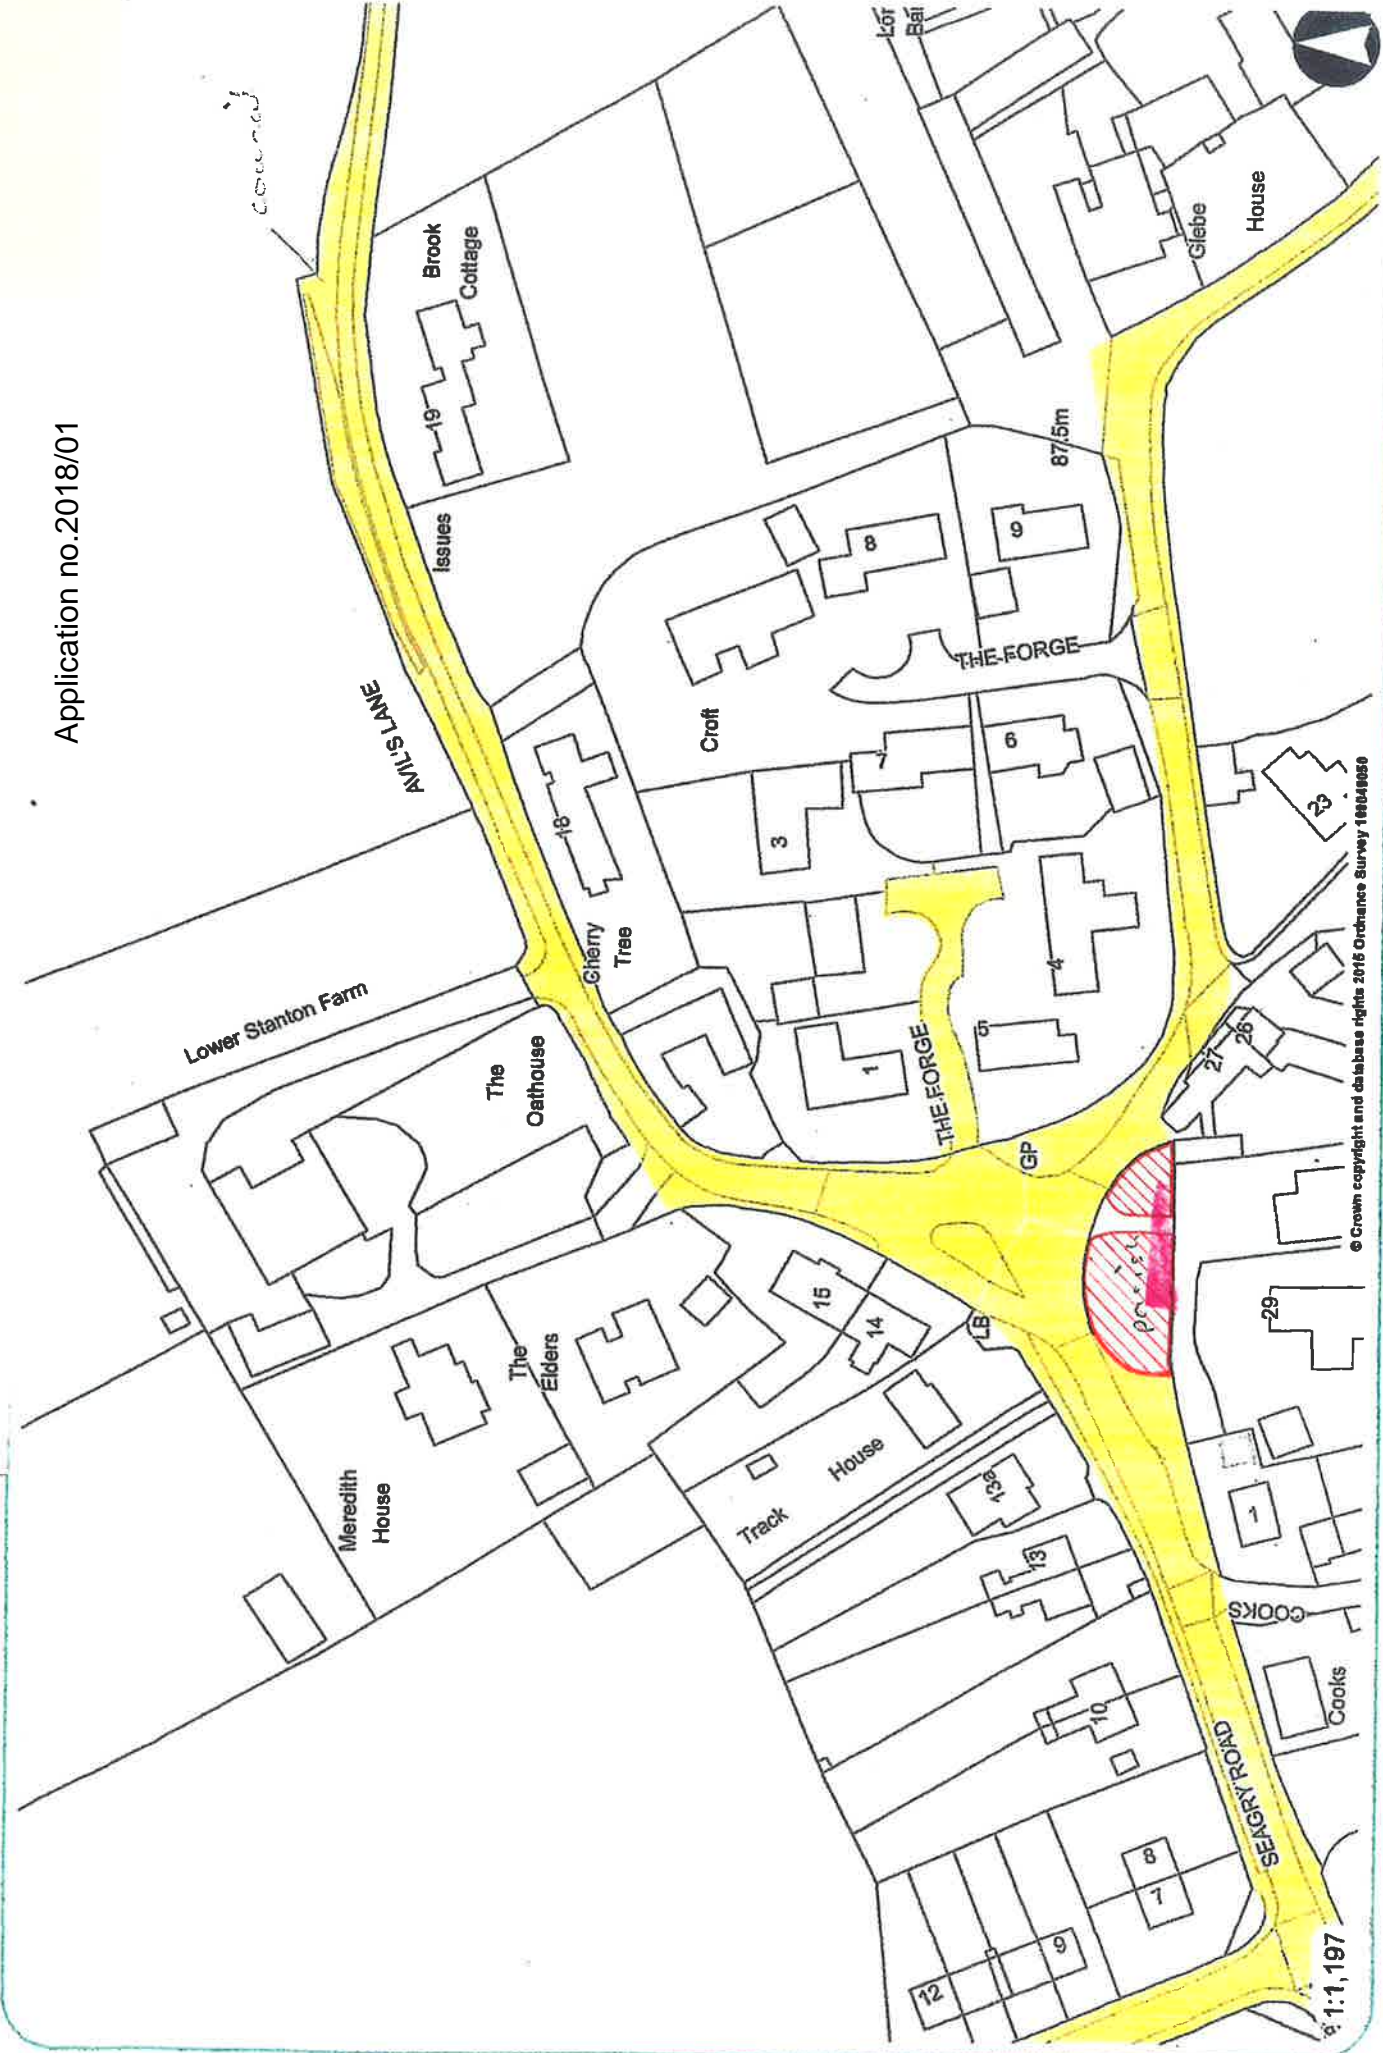 Application no.2018/01
AVIL'S LANE
Brook
Cottage
19
Issues
Lower Stanton Farm
The
Oathouse
Cherry
Tree
18
Croft
Meredith
House
The
Elders
15
14
Track
House
LB
GP
THE FORGE
THE FORGE
1
3
4
5
6
7
8
9
87.5m
Glebe
House
13a
13
10
12
9
8
7
SEAGRY ROAD
COOKS
Cooks
1
29
27
26
23
parish
1:1,197
© Crown copyright and database rights 2015 Ordnance Survey 100049050